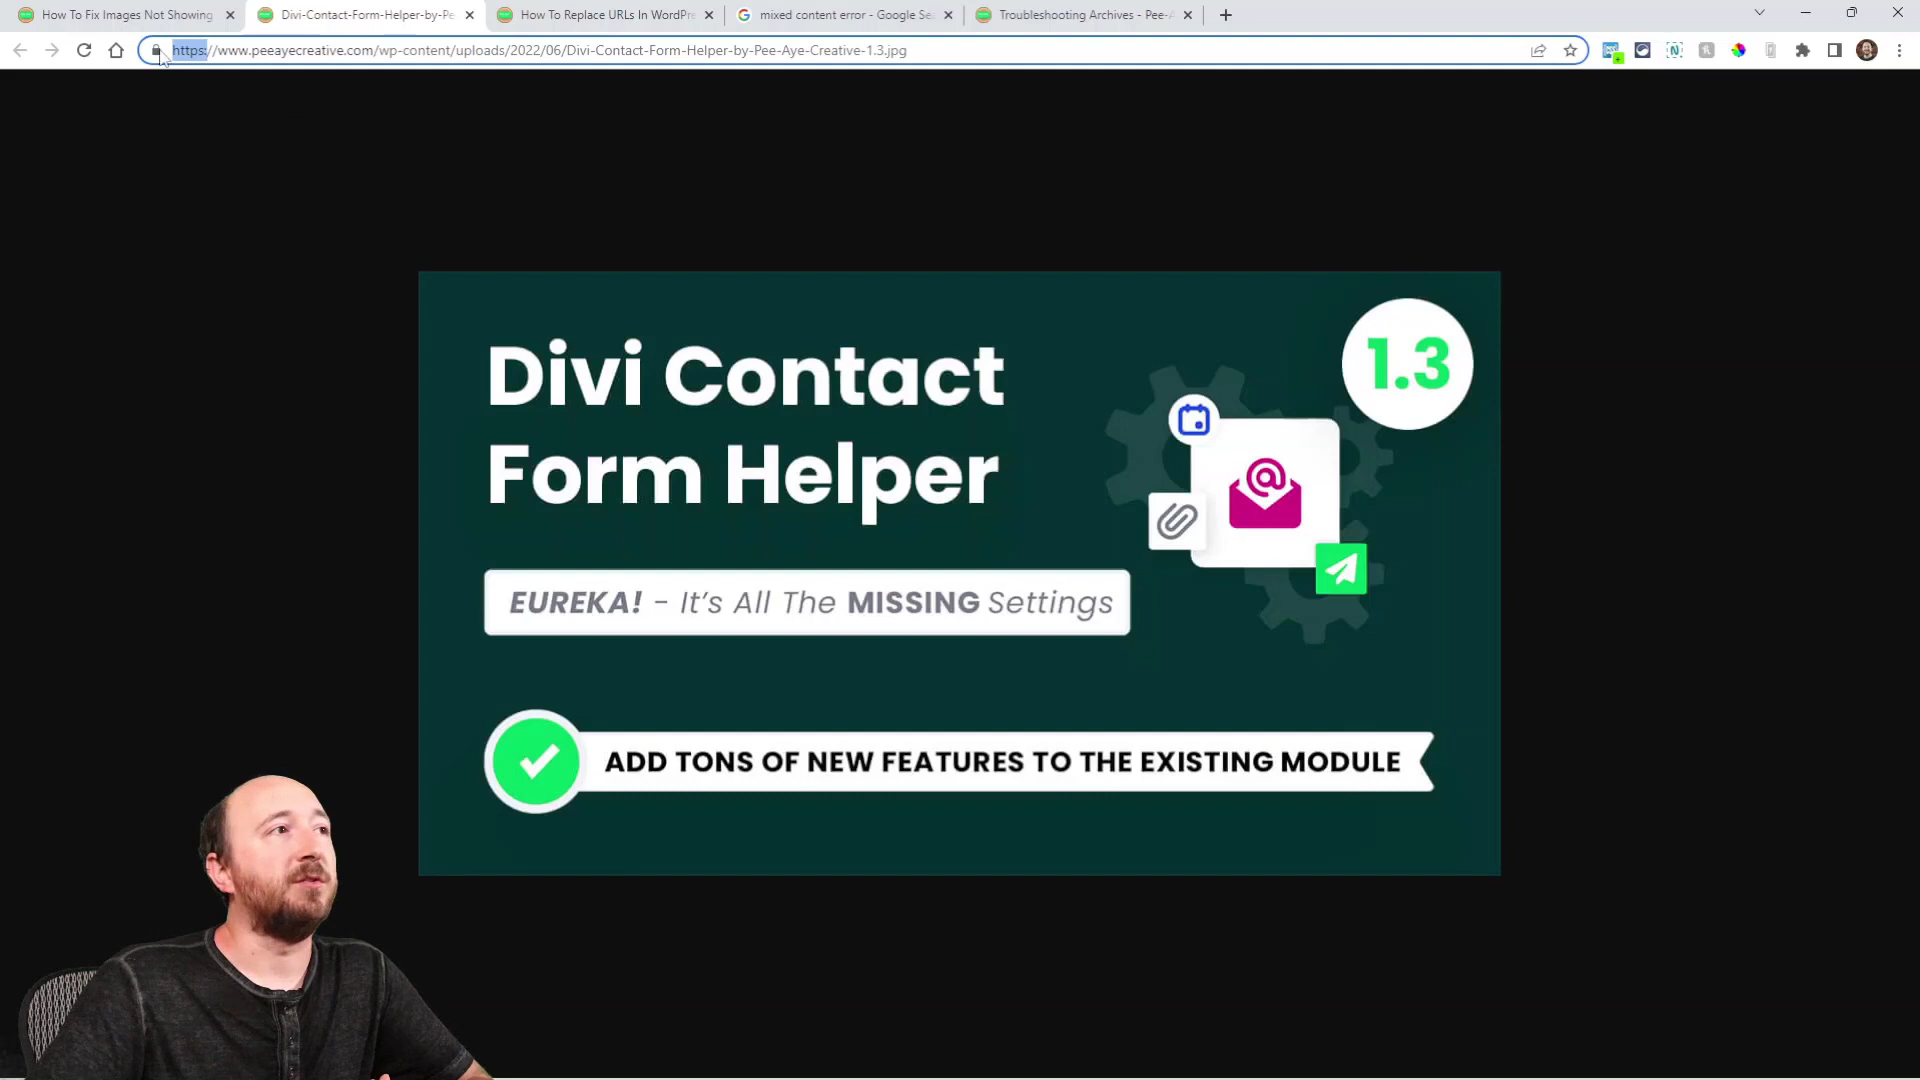 How To Fix Images Not Showing
Divi-Contact-Form-Helper-by-Pe
How To Replace URLs In WordPre
mixed content error - Google Se
Troubleshooting Archives - Pee-A
https://www.peeayecreative.com/wp-content/uploads/2022/06/Divi-Contact-Form-Helper-by-Pee-Aye-Creative-1.3.jpg
1.3
Divi Contact
Form Helper
EUREKA! - It's All The MISSING Settings
ADD TONS OF NEW FEATURES TO THE EXISTING MODULE